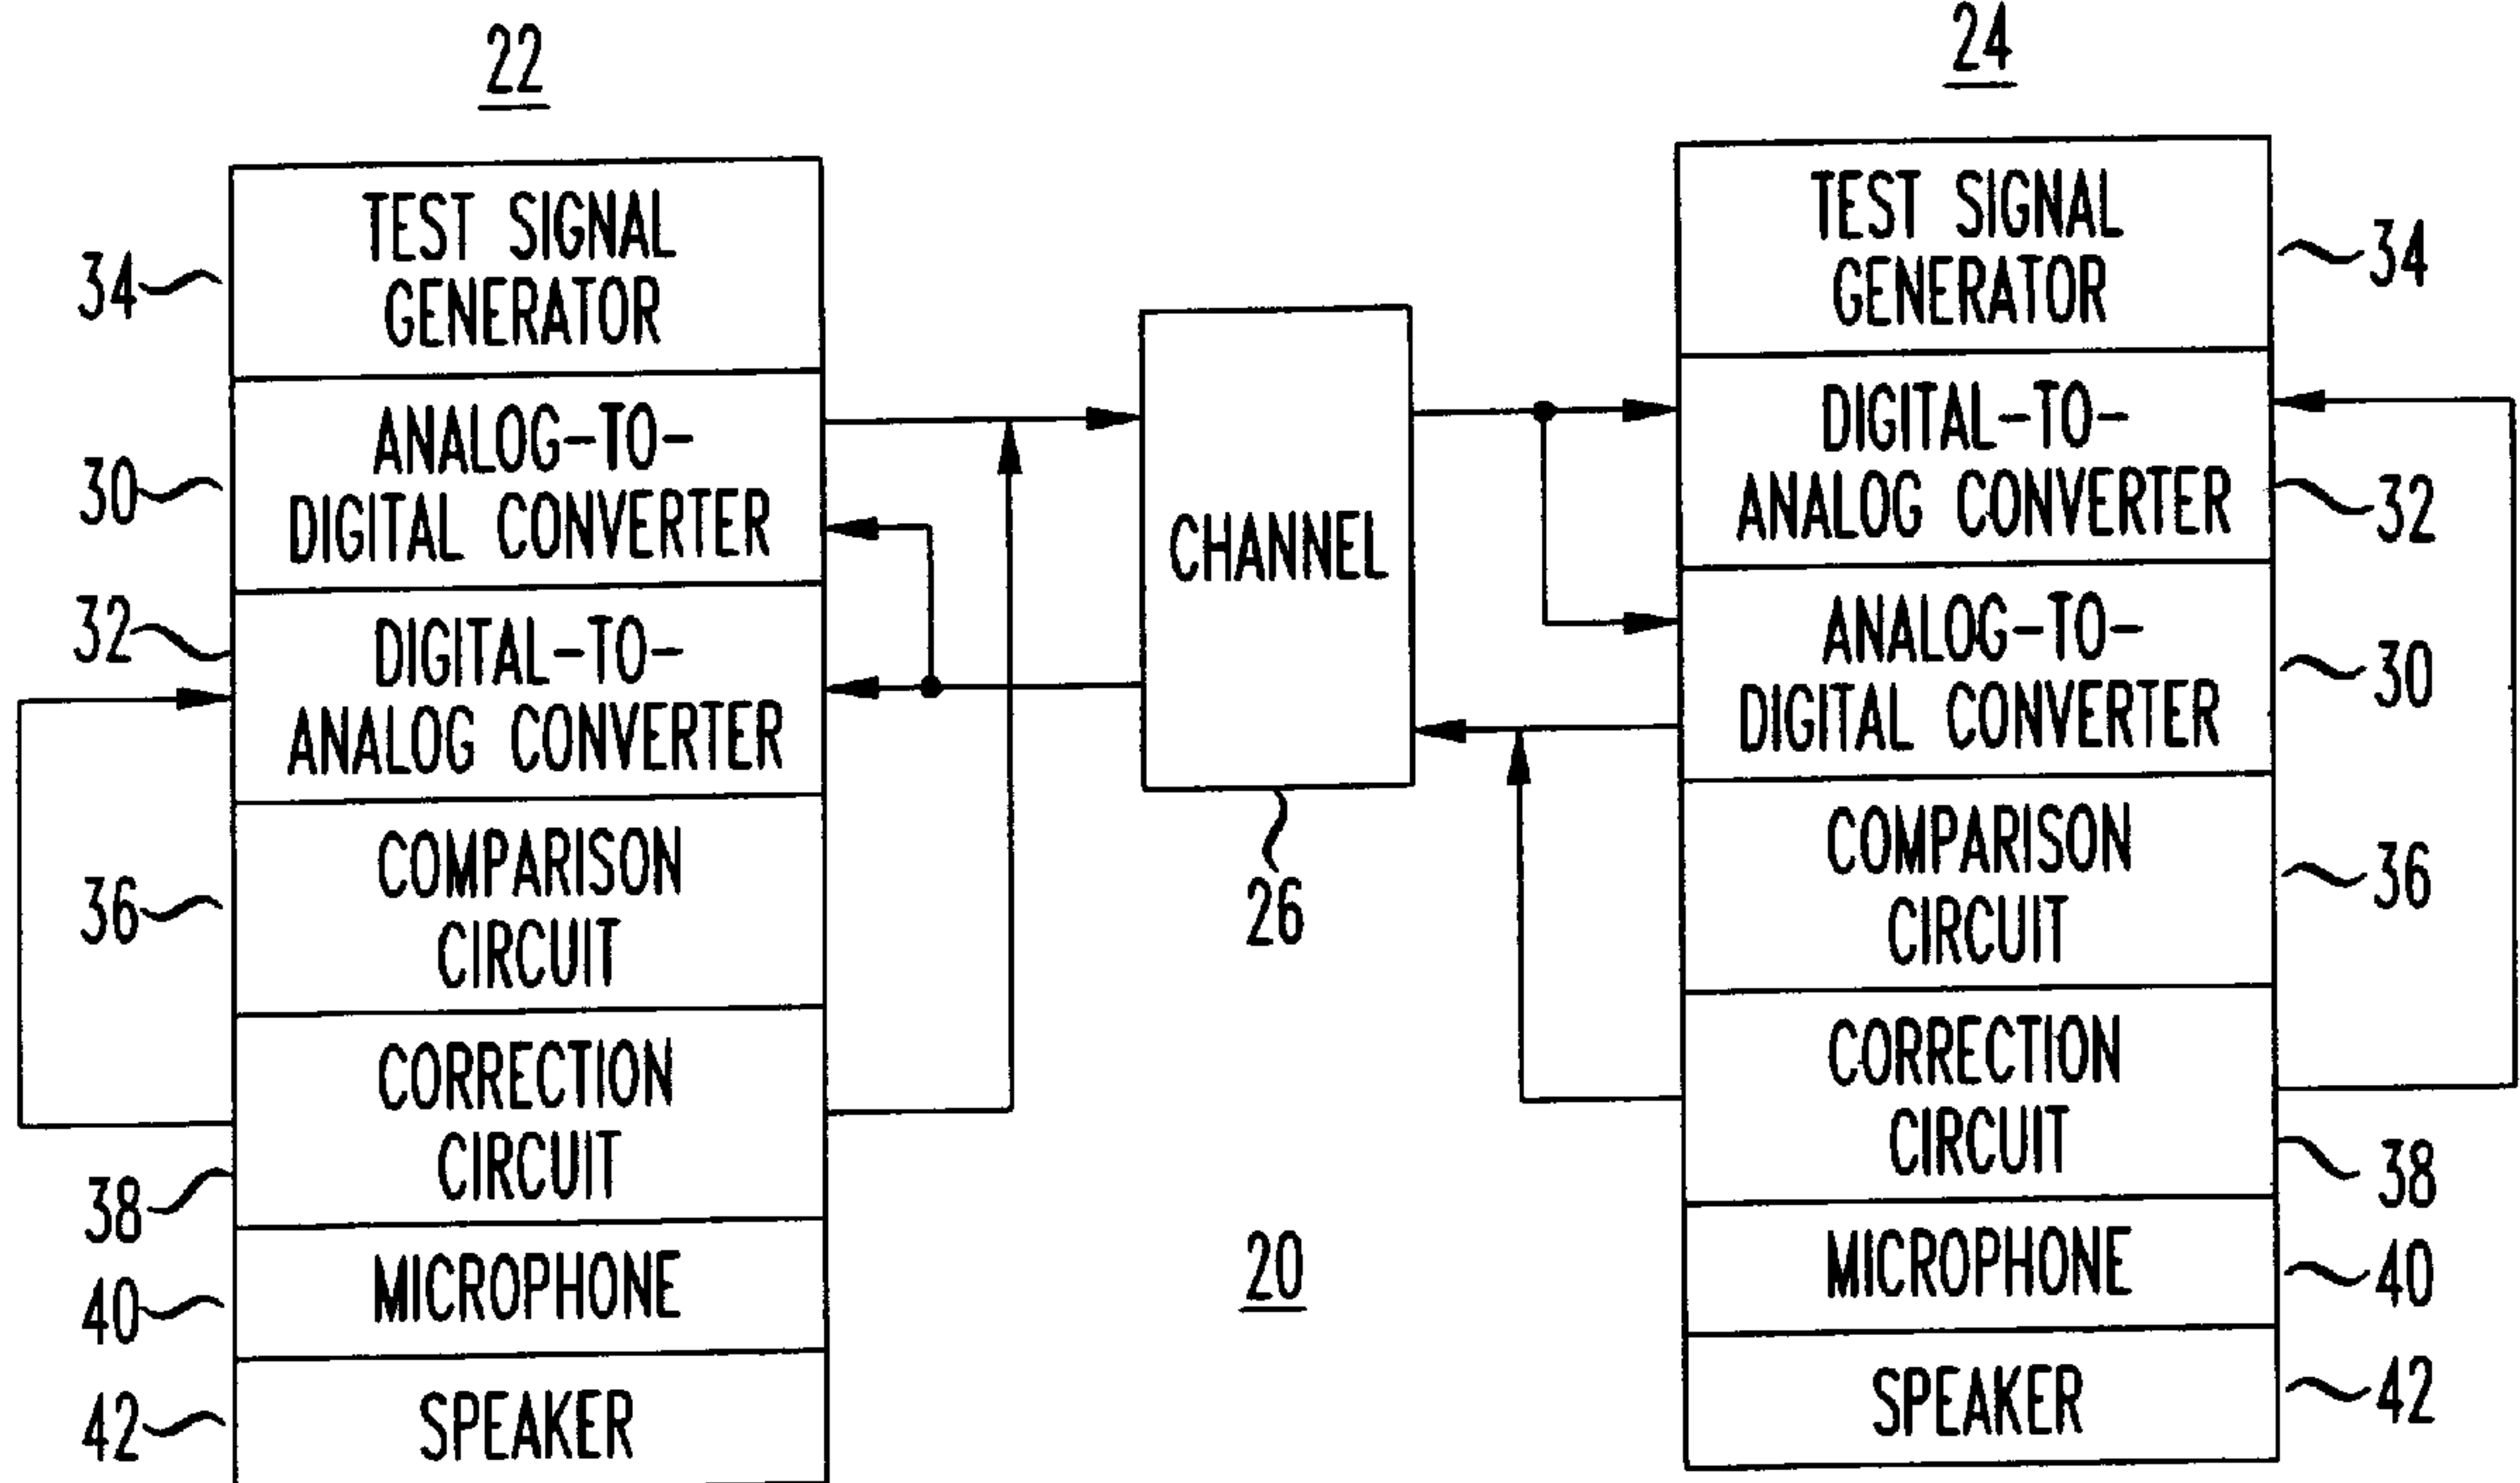 22
34
TEST SIGNAL
GENERATOR
30
ANALOG-TO-
DIGITAL CONVERTER
32
DIGITAL-TO-
ANALOG CONVERTER
36
COMPARISON
CIRCUIT
38
CORRECTION
CIRCUIT
40
MICROPHONE
42
SPEAKER
CHANNEL
26
20
24
TEST SIGNAL
GENERATOR
34
DIGITAL-TO-
ANALOG CONVERTER
32
ANALOG-TO-
DIGITAL CONVERTER
30
COMPARISON
CIRCUIT
36
CORRECTION
CIRCUIT
38
MICROPHONE
40
SPEAKER
42